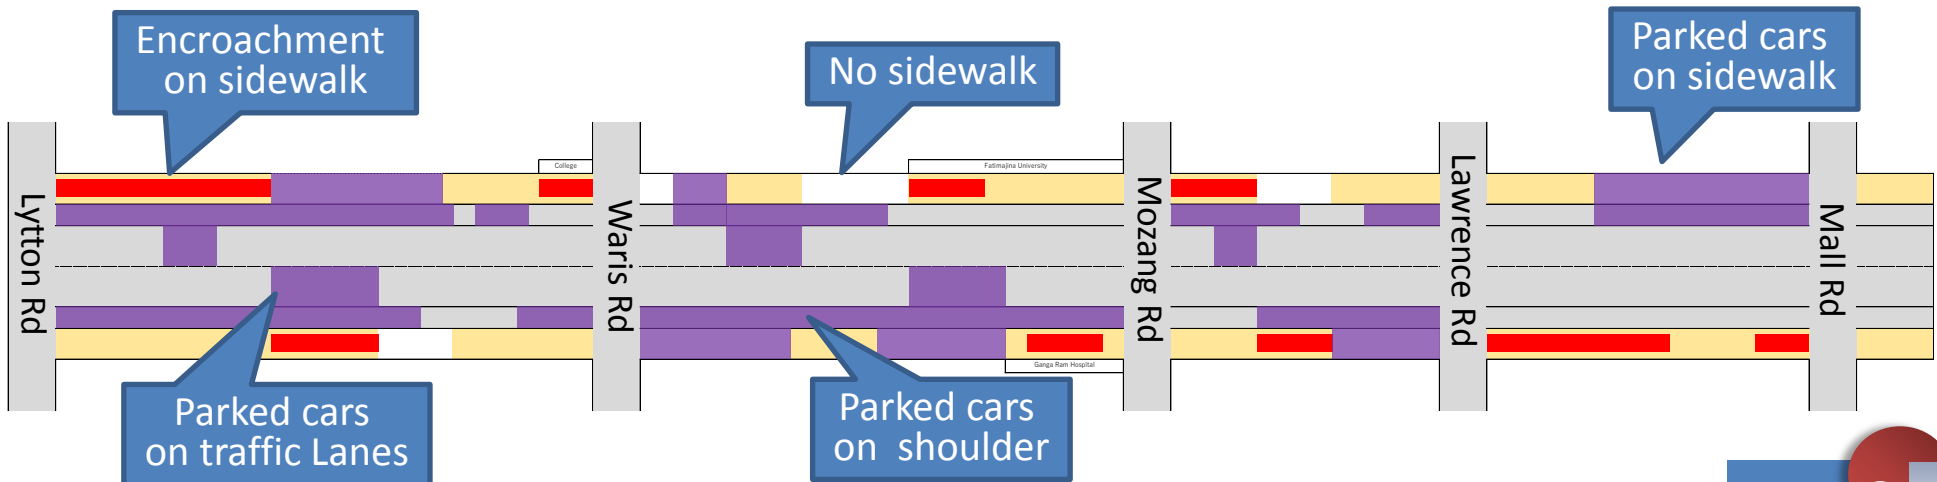 Encroachment
on sidewalk
No sidewalk
Parked cars
on sidewalk
College
Fatimajina University
Lytton Rd
Waris Rd
Mozang Rd
Lawrence Rd
Mall Rd
Ganga Ram Hospital
Parked cars
on traffic Lanes
Parked cars
on shoulder